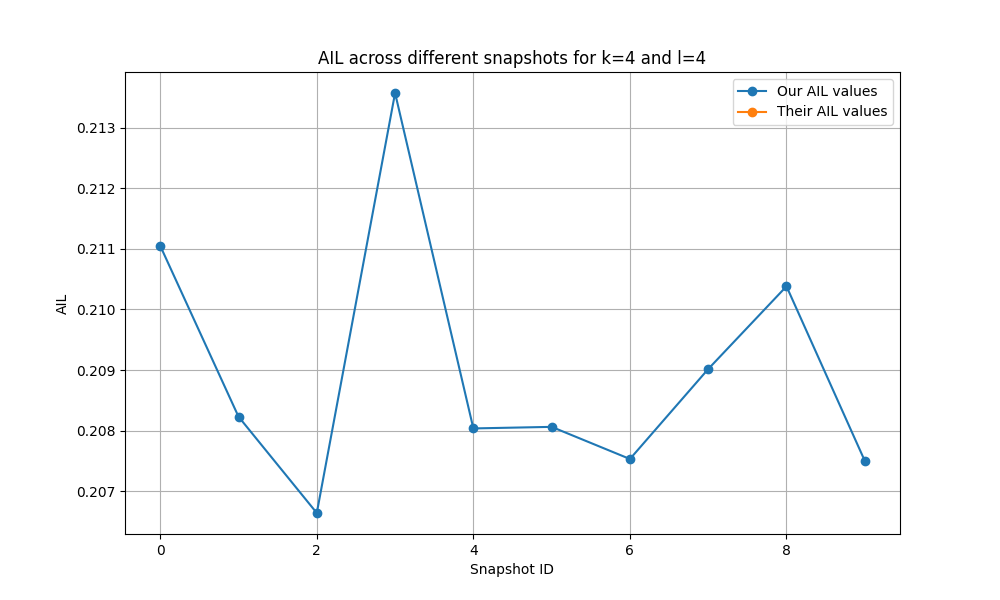 AIL across different snapshots for k=4 and l=4
Our AIL values
Their AIL values
0.213
0.212
0.211
0.210
0.209
0.208
0.207
AIL
0 2 4 6 8
Snapshot ID